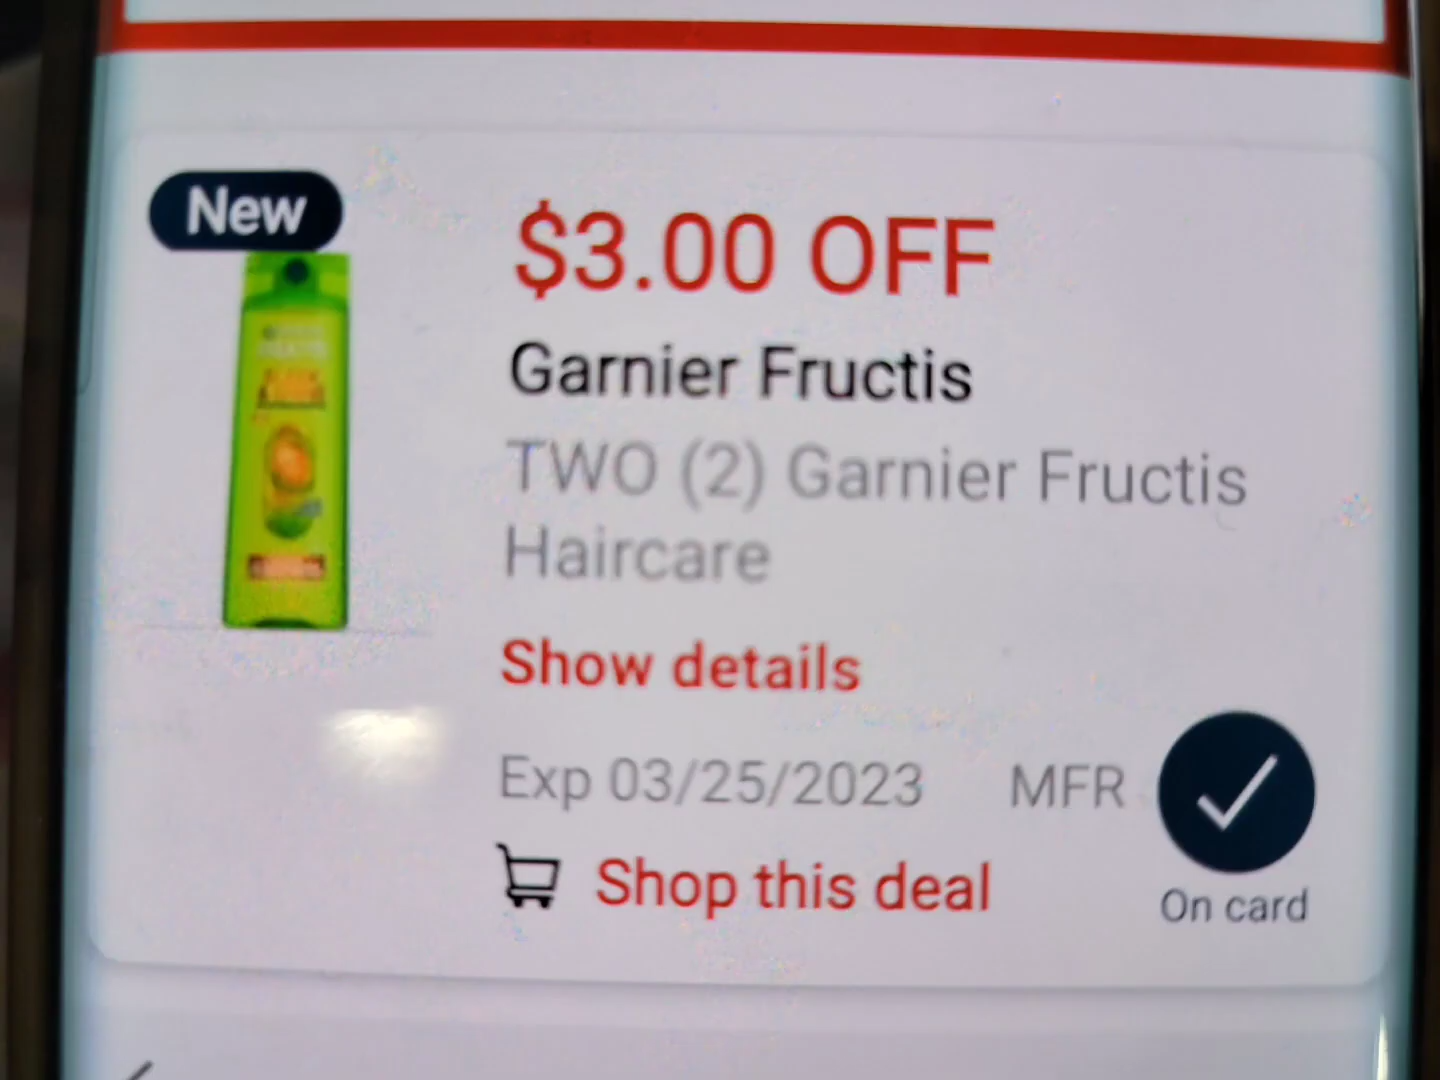 New
$3.00 OFF
Garnier Fructis
TWO (2) Garnier Fructis
Haircare
Show details
Exp 03/25/2023 MFR
On card
Shop this deal